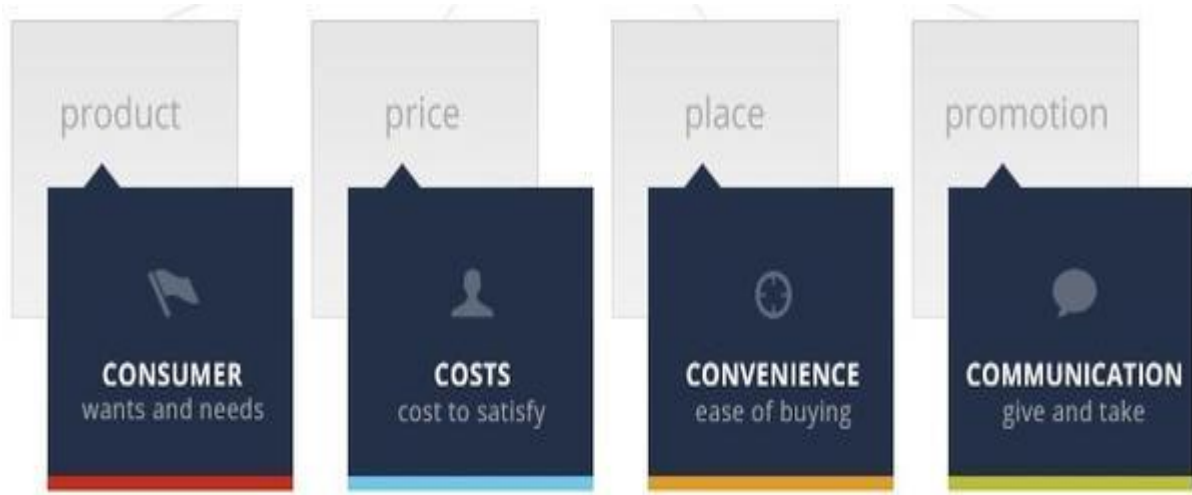 product
price
place
promotion
CONSUMER
wants and needs
COSTS
cost to satisfy
CONVENIENCE
ease of buying
COMMUNICATION
give and take